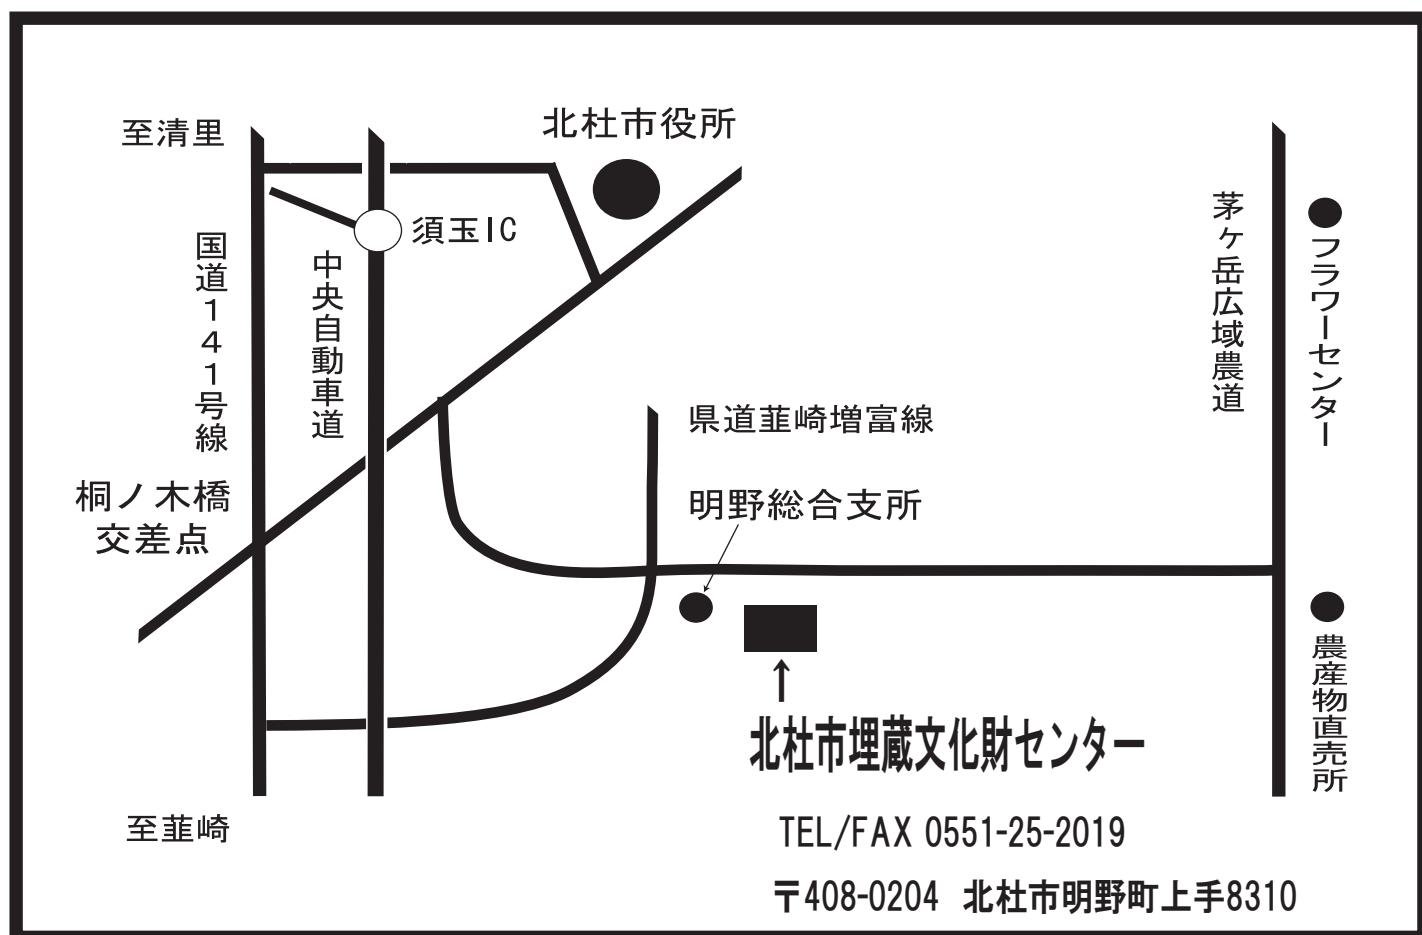 至清里
北杜市役所
須玉IC
国道141号線
中央自動車道
茅ヶ岳広域農道
フラワーセンター
県道韮崎増富線
桐ノ木橋
交差点
明野総合支所
農産物直売所
北杜市埋蔵文化財センター
至韮崎
TEL/FAX 0551-25-2019
〒408-0204 北杜市明野町上手8310